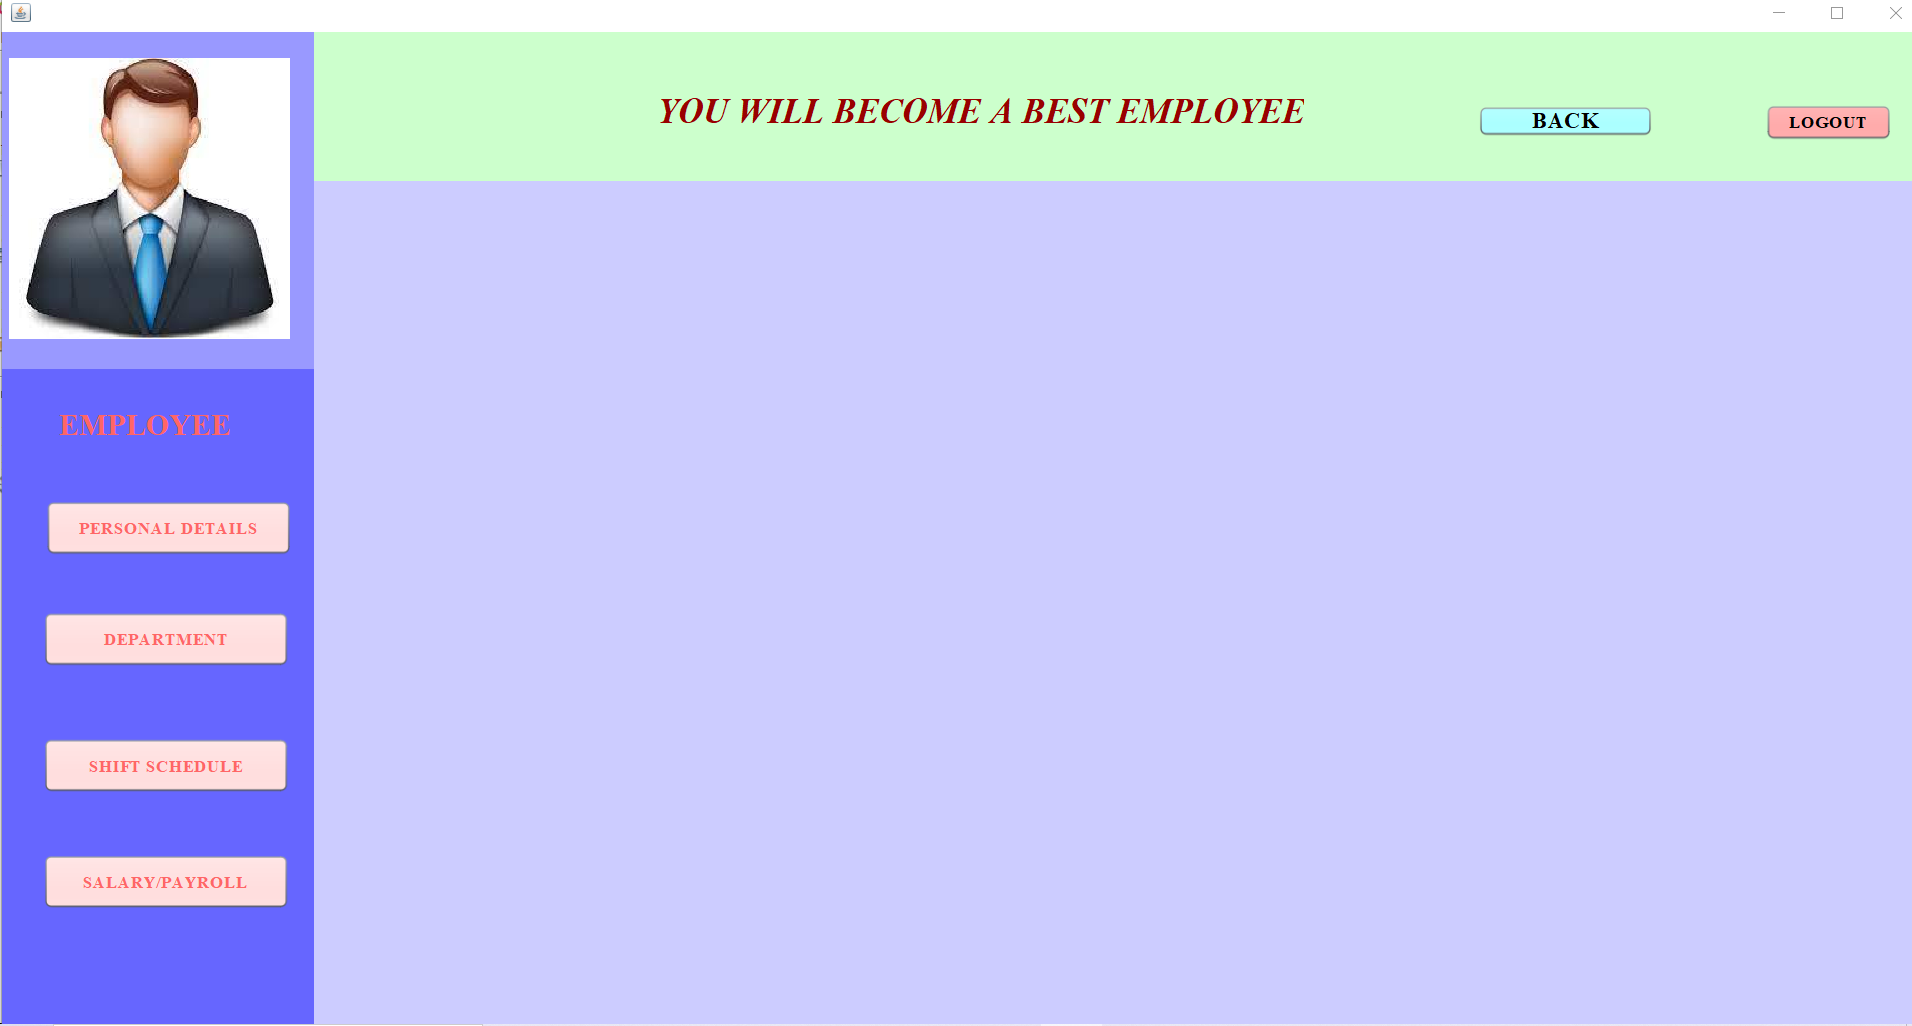 YOU WILL BECOME A BEST EMPLOYEE
BACK
LOGOUT
EMPLOYEE
PERSONAL DETAILS
DEPARTMENT
SHIFT SCHEDULE
SALARY/PAYROLL